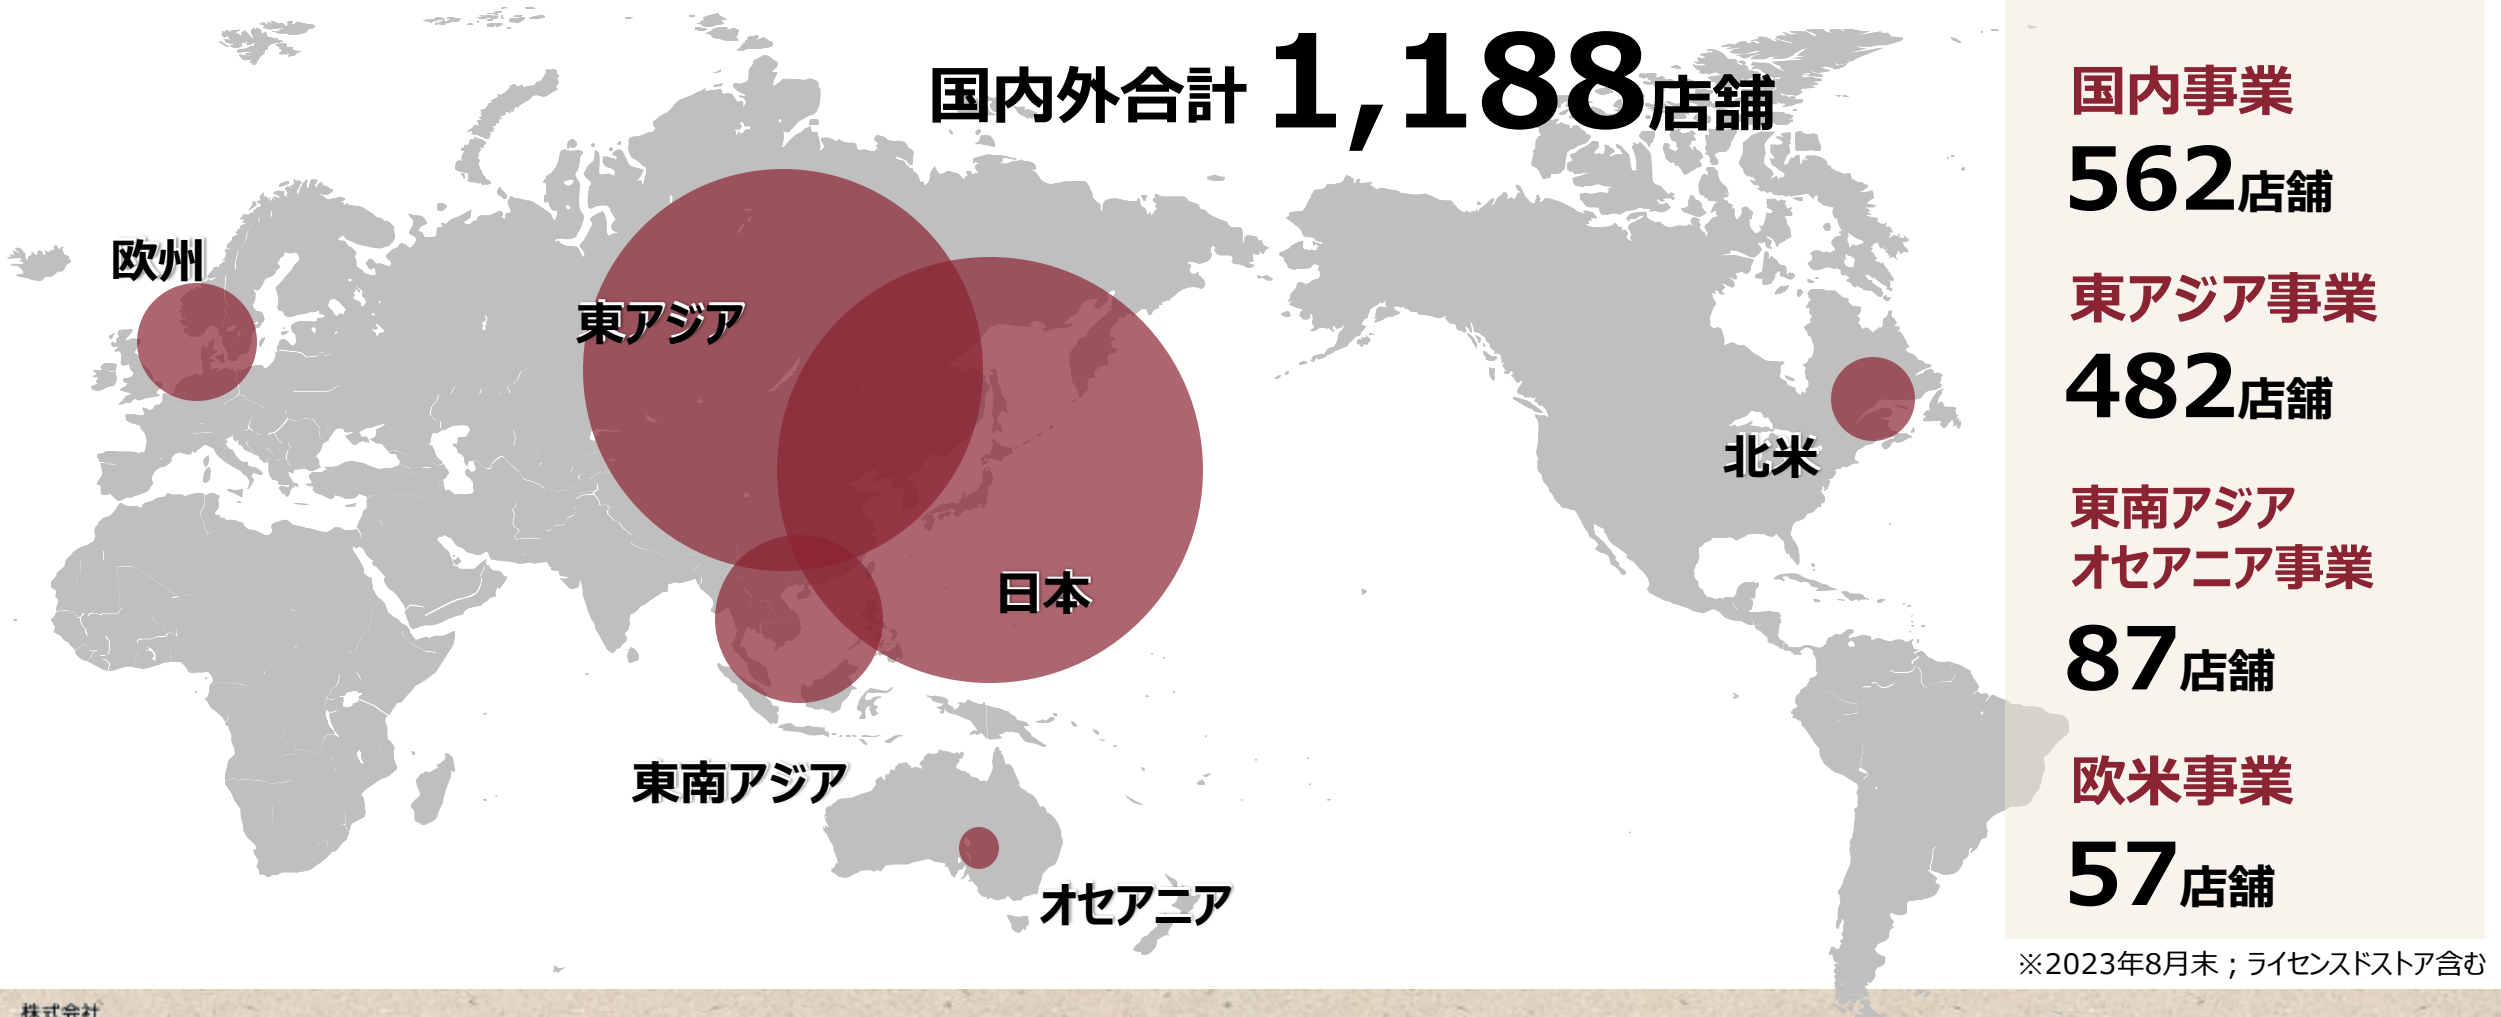 国内外合計 1,188店舗
欧州
東アジア
日本
北米
東南アジア
オセアニア
国内事業
562店舗
東アジア事業
482店舗
東南アジア
オセアニア事業
87店舗
欧米事業
57店舗
※2023年8月末；ライセンスドストア含む
株式会社